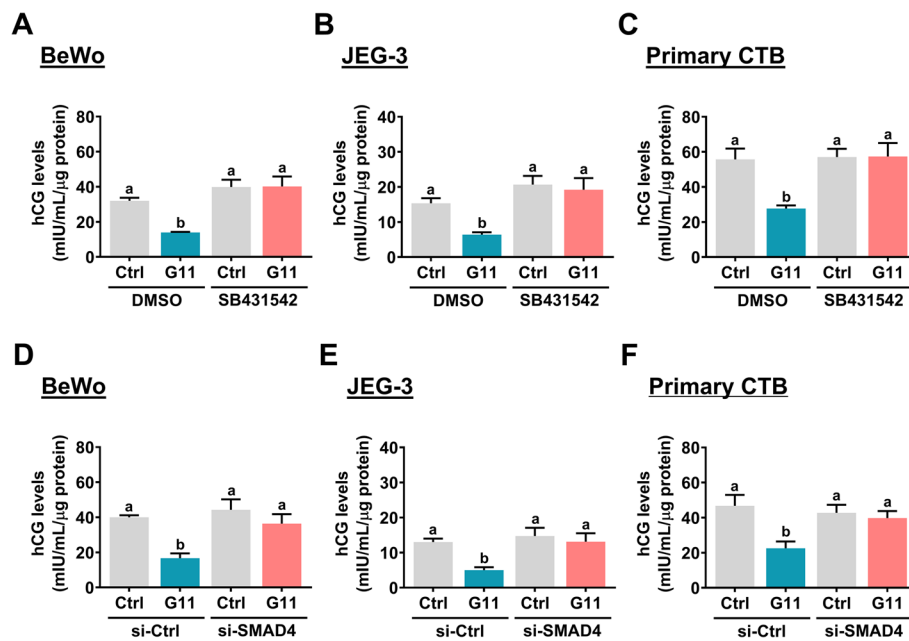 A
BeWo
hCG levels
(mIU/mL/μg protein)
80
60
40
20
0
a
b
a
a
Ctrl G11 Ctrl G11
DMSO SB431542
B
JEG-3
hCG levels
(mIU/mL/μg protein)
40
30
20
10
0
a
b
a
a
Ctrl G11 Ctrl G11
DMSO SB431542
C
Primary CTB
hCG levels
(mIU/mL/μg protein)
80
60
40
20
0
a
b
a
a
Ctrl G11 Ctrl G11
DMSO SB431542
D
BeWo
hCG levels
(mIU/mL/μg protein)
80
60
40
20
0
a
b
a
a
Ctrl G11 Ctrl G11
si-Ctrl si-SMAD4
E
JEG-3
hCG levels
(mIU/mL/μg protein)
40
30
20
10
0
a
b
a
a
Ctrl G11 Ctrl G11
si-Ctrl si-SMAD4
F
Primary CTB
hCG levels
(mIU/mL/μg protein)
80
60
40
20
0
a
b
a
a
Ctrl G11 Ctrl G11
si-Ctrl si-SMAD4